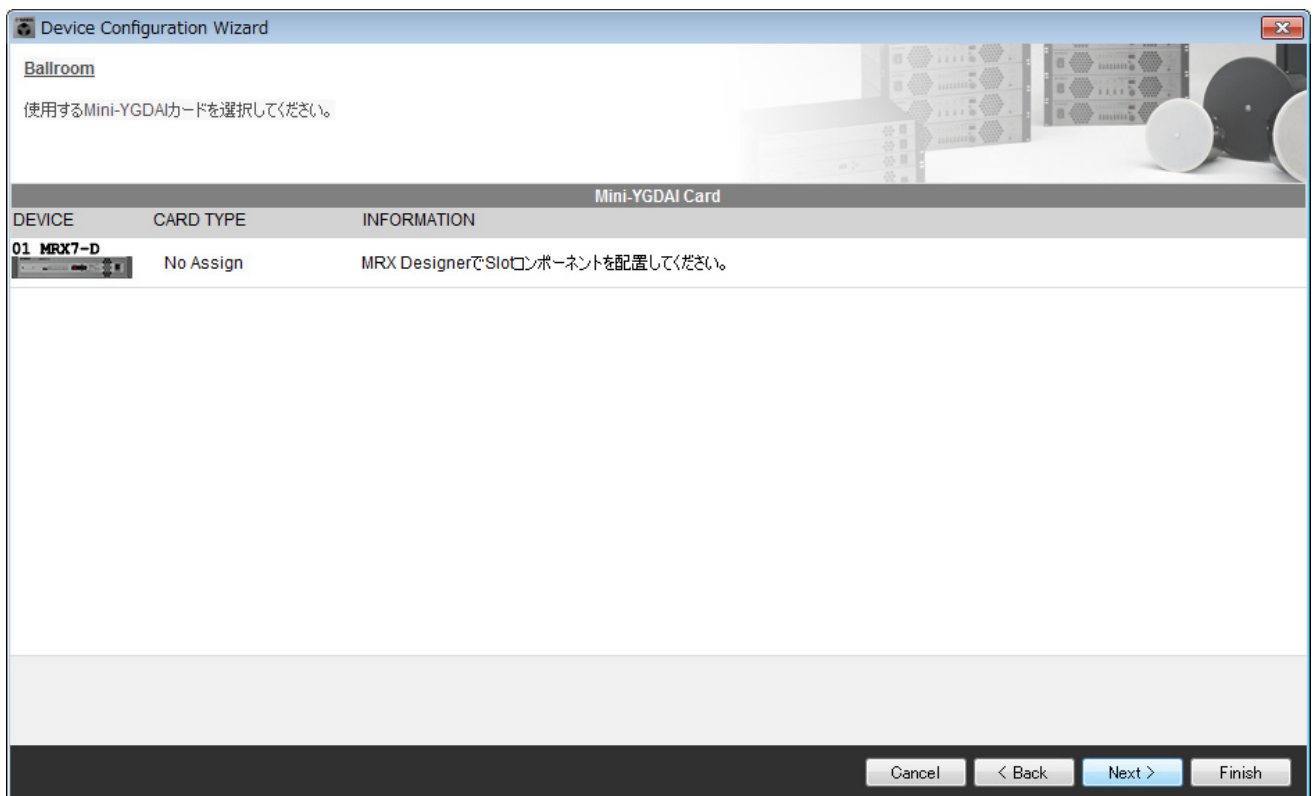 Device Configuration Wizard
Ballroom
使用するMini-YGDAIカードを選択してください。
Mini-YGDAI Card
DEVICE CARD TYPE INFORMATION
01 MRX7-D
No Assign MRX DesignerでSlotコンポーネントを配置してください。
Cancel < Back Next > Finish